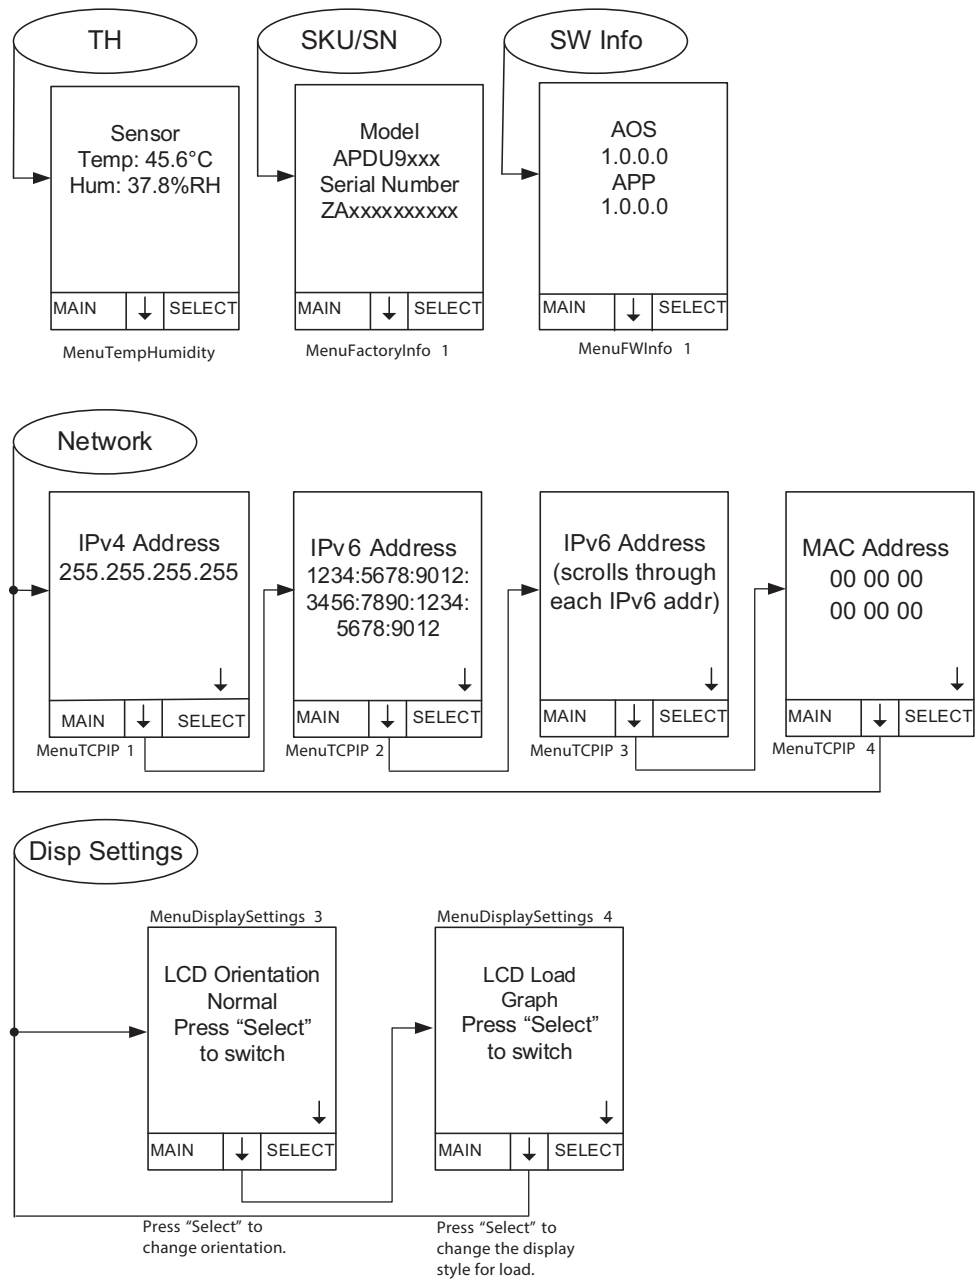 TH
Sensor
Temp: 45.6°C
Hum: 37.8%RH
MAIN ↓ SELECT
MenuTempHumidity
SKU/SN
Model
APDU9xxx
Serial Number
ZAxxxxxxxxxx
MAIN ↓ SELECT
MenuFactoryInfo 1
SW Info
AOS
1.0.0.0
APP
1.0.0.0
MAIN ↓ SELECT
MenuFWInfo 1
Network
IPv4 Address
255.255.255.255
↓
MAIN ↓ SELECT
MenuTCPIP 1
IPv6 Address
1234:5678:9012:
3456:7890:1234:
5678:9012
↓
MAIN ↓ SELECT
MenuTCPIP 2
IPv6 Address
(scrolls through
each IPv6 addr)
↓
MAIN ↓ SELECT
MenuTCPIP 3
MAC Address
00 00 00
00 00 00
↓
MAIN ↓ SELECT
MenuTCPIP 4
Disp Settings
MenuDisplaySettings 3
LCD Orientation
Normal
Press “Select”
to switch
↓
MAIN ↓ SELECT
Press “Select” to
change orientation.
MenuDisplaySettings 4
LCD Load
Graph
Press “Select”
to switch
↓
MAIN ↓ SELECT
Press “Select” to
change the display
style for load.